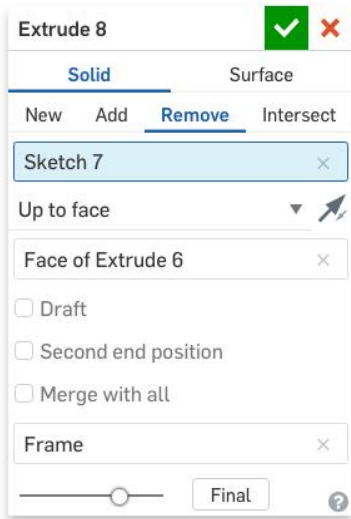 Extrude 8
Solid Surface
New Add Remove Intersect
Sketch 7
Up to face
Face of Extrude 6
Draft
Second end position
Merge with all
Frame
Final
?